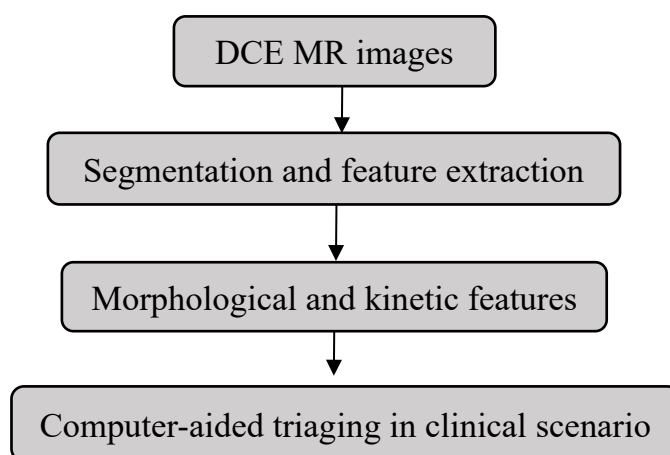 DCE MR images
Segmentation and feature extraction
Morphological and kinetic features
Computer-aided triaging in clinical scenario